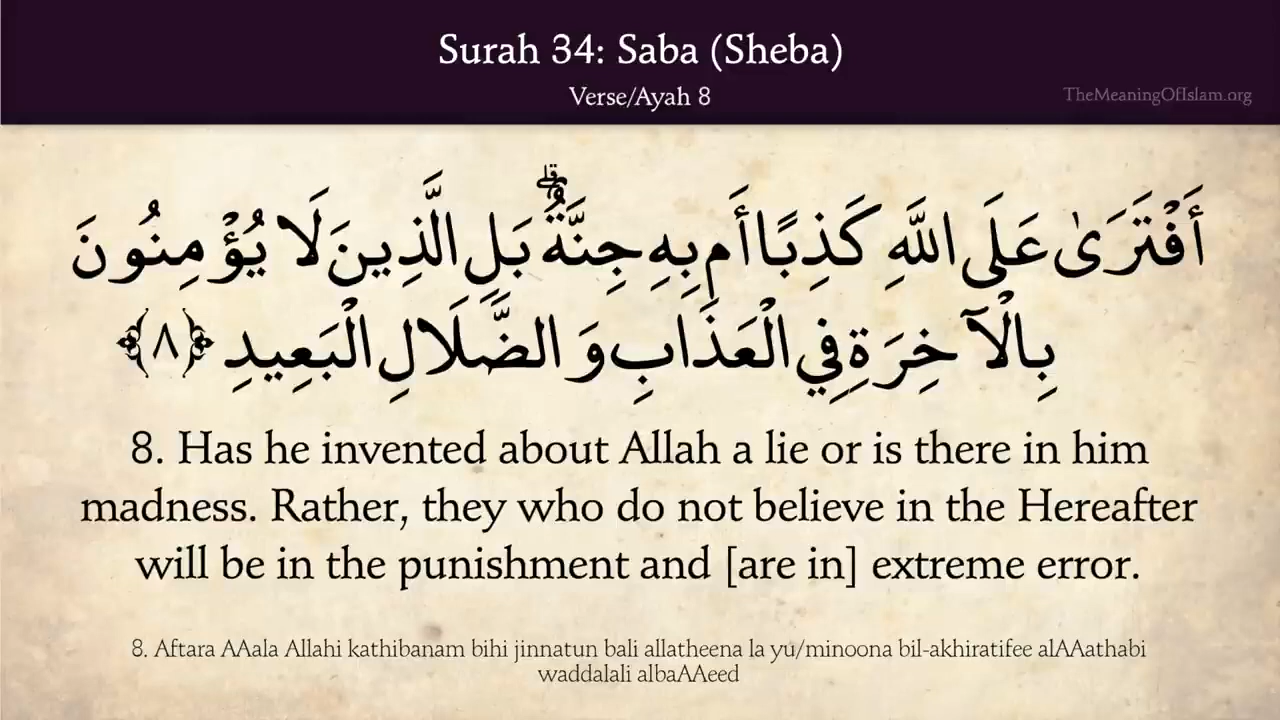 Surah 34: Saba (Sheba)
Verse/Ayah 8
TheMeaningOfIslam.org
أَفْتَرَىٰ عَلَى اللَّهِ كَذِبًا أَم بِهِ جِنَّةٌ ۗ بَلِ الَّذِينَ لَا يُؤْمِنُونَ
بِالْآخِرَةِ فِي الْعَذَابِ وَالضَّلَالِ الْبَعِيدِ ﴿٨﴾
8. Has he invented about Allah a lie or is there in him
madness. Rather, they who do not believe in the Hereafter
will be in the punishment and [are in] extreme error.
8. Aftara AAala Allahi kathibanam bihi jinnatun bali allatheena la yu/minoona bil-akhiratifee alAAathabi
waddalali albaAAeed